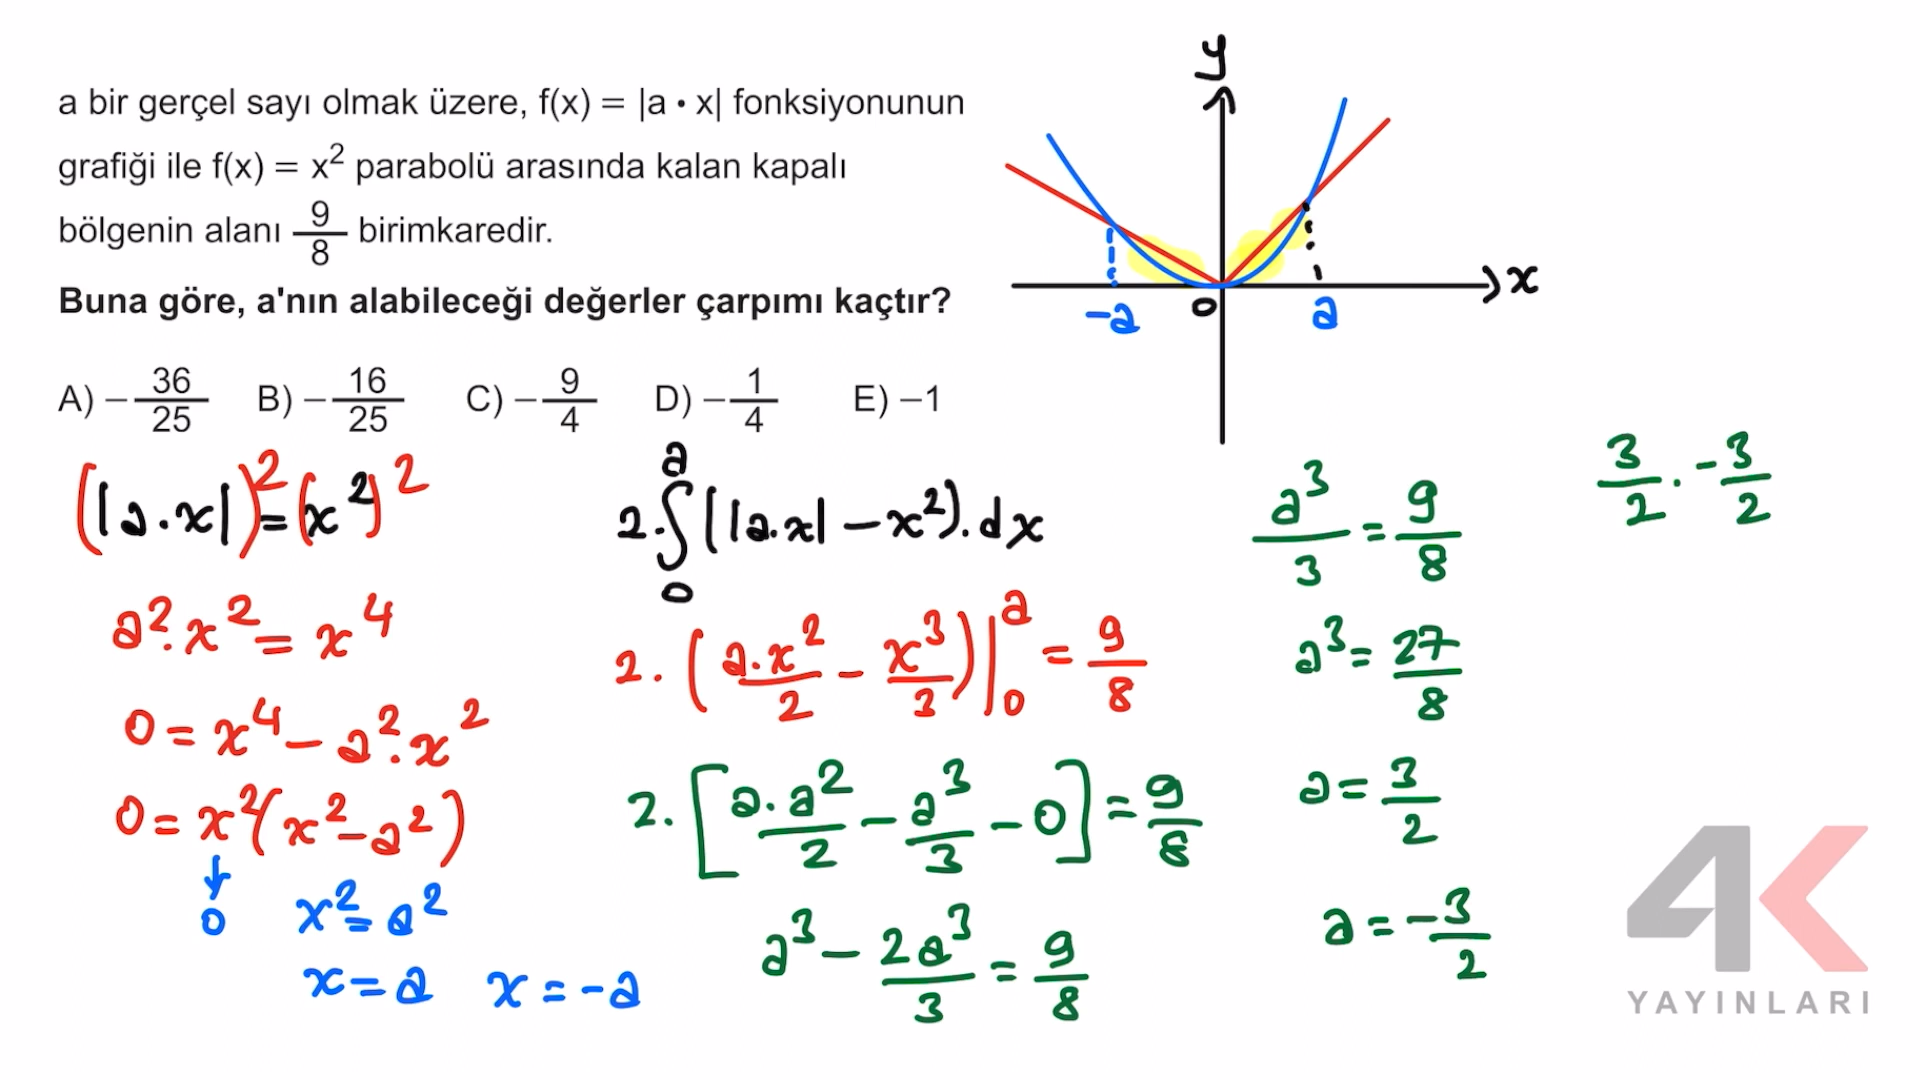 a bir gerçel sayı olmak üzere, f(x) = |a • x| fonksiyonunun
grafiği ile f(x) = x² parabolü arasında kalan kapalı
bölgenin alanı 9/8 birimkaredir.
Buna göre, a'nın alabileceği değerler çarpımı kaçtır?
A) −36/25 B) −16/25 C) −9/4 D) −1/4 E) −1
y
x
-a 0 a
(|a.x|)² = (x²)²
a².x² = x⁴
0 = x⁴ - a².x²
0 = x²(x² - a²)
↓
0 x² = a²
x = a x = -a
2.∫₀ᵃ (|a.x| - x²).dx
2.(a.x²/2 - x³/3)|₀ᵃ = 9/8
2.[a.a²/2 - a³/3 - 0] = 9/8
a³ - 2a³/3 = 9/8
a³/3 = 9/8
a³ = 27/8
a = 3/2
a = -3/2
3/2 . -3/2
4K
YAYINLARI